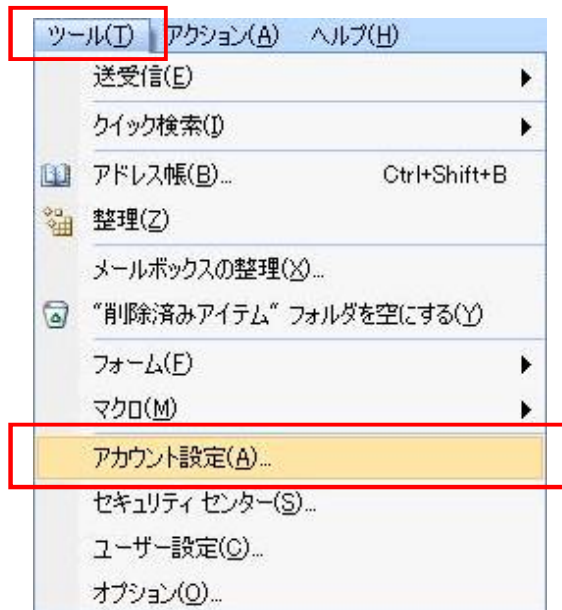 ツール(T) アクション(A) ヘルプ(H)
送受信(E)
クイック検索(I)
アドレス帳(B)... Ctrl+Shift+B
整理(Z)
メールボックスの整理(X)...
"削除済みアイテム" フォルダを空にする(Y)
フォーム(F)
マクロ(M)
アカウント設定(A)...
セキュリティ センター(S)...
ユーザー設定(C)...
オプション(O)...